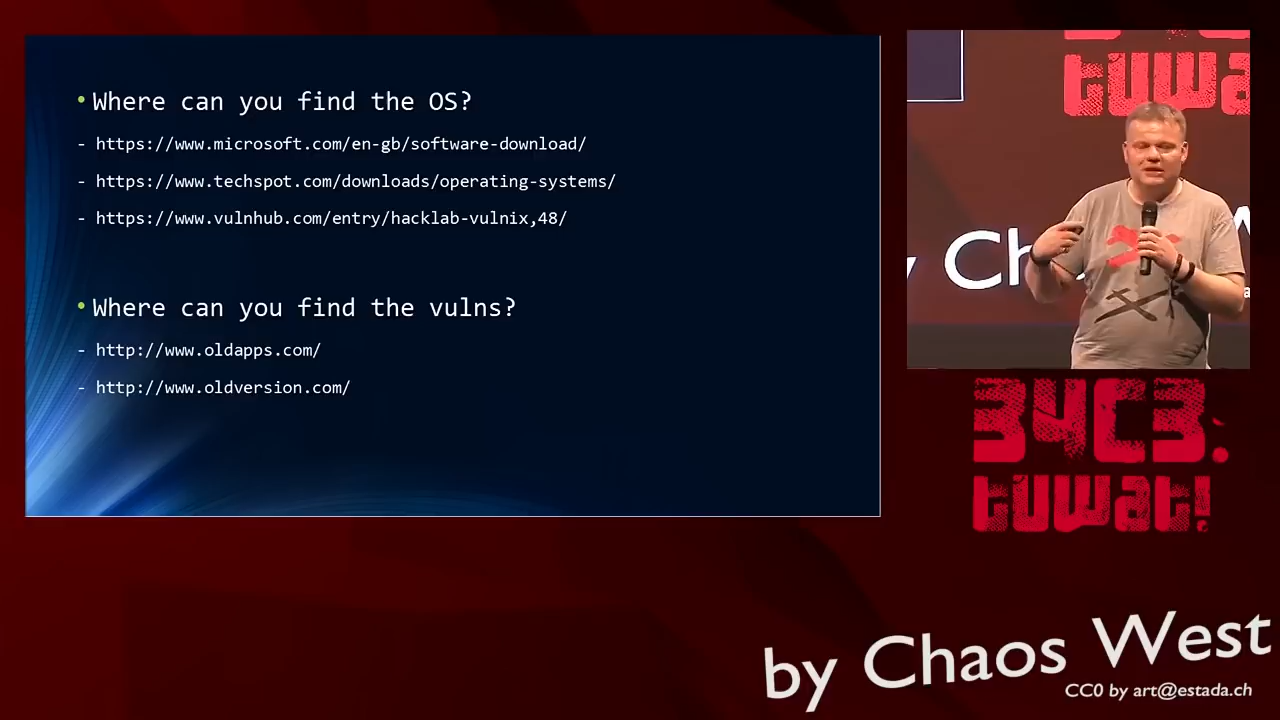 • Where can you find the OS?
- https://www.microsoft.com/en-gb/software-download/
- https://www.techspot.com/downloads/operating-systems/
- https://www.vulnhub.com/entry/hacklab-vulnix,48/
• Where can you find the vulns?
- http://www.oldapps.com/
- http://www.oldversion.com/
tuwa
y Ch
34C3:
tuwat!
by Chaos West
CC0 by art@estada.ch